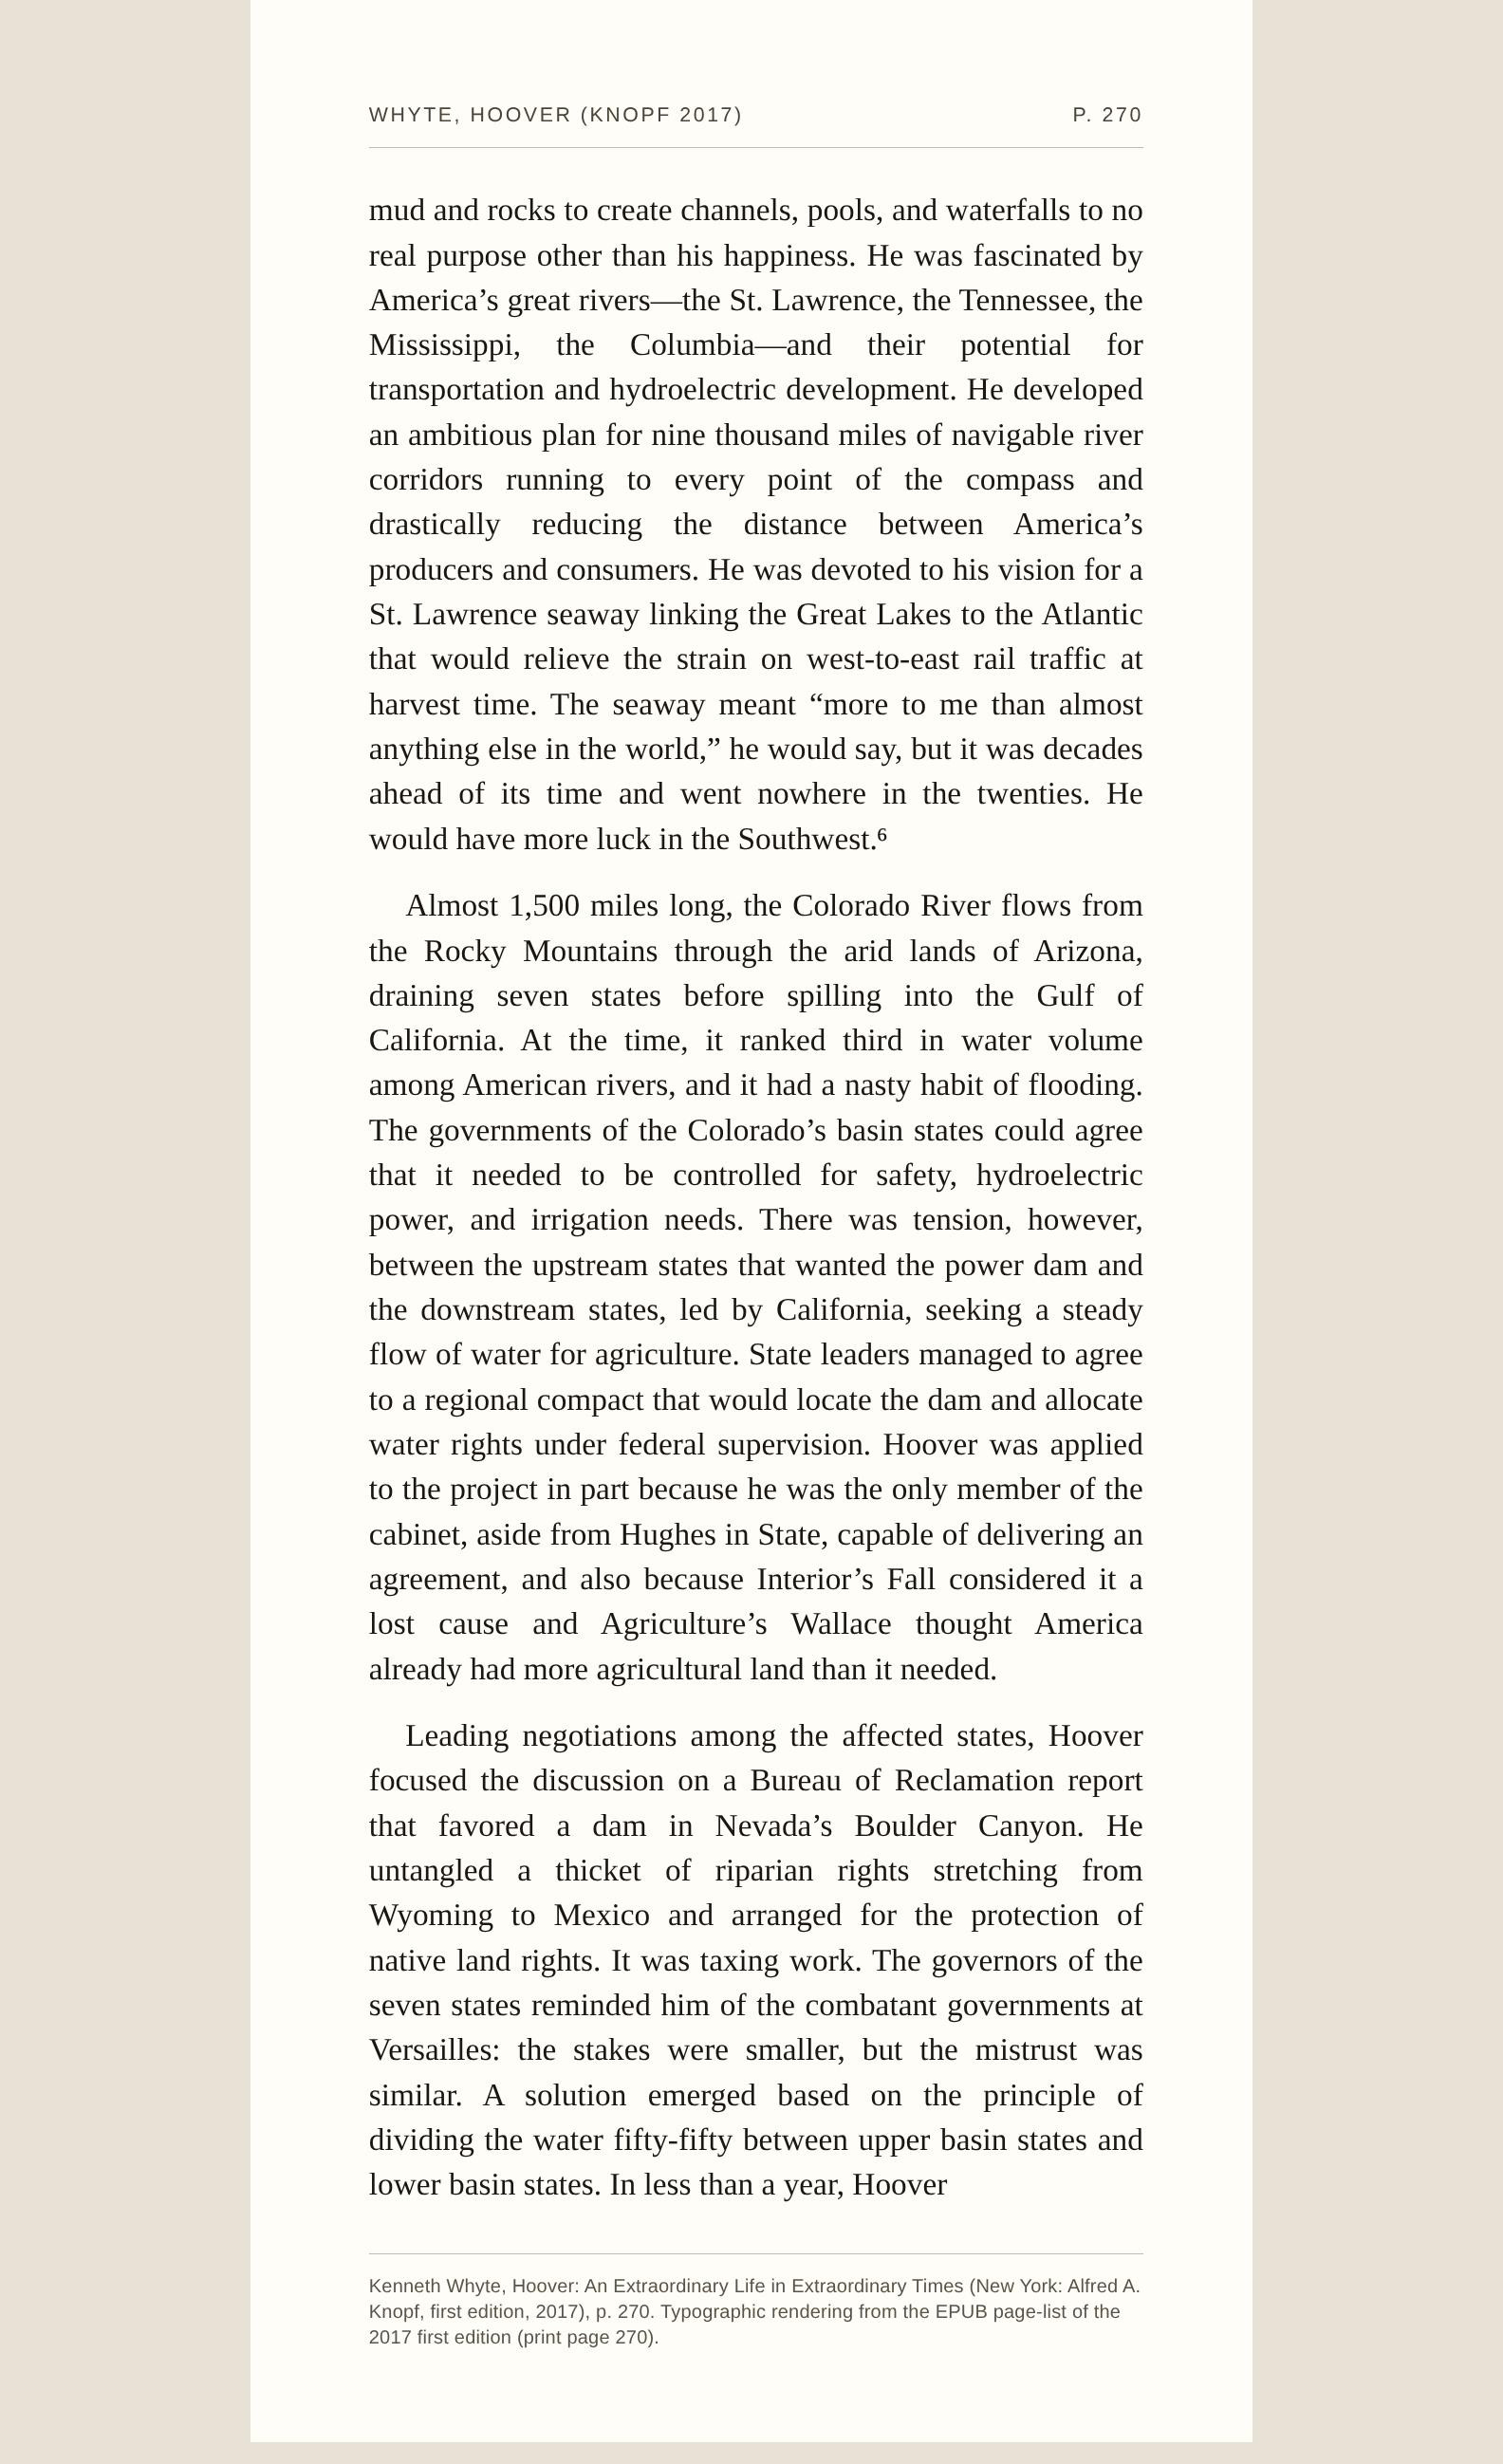 WHYTE, HOOVER (KNOPF 2017) P. 270
mud and rocks to create channels, pools, and waterfalls to no
real purpose other than his happiness. He was fascinated by
America’s great rivers—the St. Lawrence, the Tennessee, the
Mississippi, the Columbia—and their potential for
transportation and hydroelectric development. He developed
an ambitious plan for nine thousand miles of navigable river
corridors running to every point of the compass and
drastically reducing the distance between America’s
producers and consumers. He was devoted to his vision for a
St. Lawrence seaway linking the Great Lakes to the Atlantic
that would relieve the strain on west-to-east rail traffic at
harvest time. The seaway meant “more to me than almost
anything else in the world,” he would say, but it was decades
ahead of its time and went nowhere in the twenties. He
would have more luck in the Southwest.⁶
Almost 1,500 miles long, the Colorado River flows from
the Rocky Mountains through the arid lands of Arizona,
draining seven states before spilling into the Gulf of
California. At the time, it ranked third in water volume
among American rivers, and it had a nasty habit of flooding.
The governments of the Colorado’s basin states could agree
that it needed to be controlled for safety, hydroelectric
power, and irrigation needs. There was tension, however,
between the upstream states that wanted the power dam and
the downstream states, led by California, seeking a steady
flow of water for agriculture. State leaders managed to agree
to a regional compact that would locate the dam and allocate
water rights under federal supervision. Hoover was applied
to the project in part because he was the only member of the
cabinet, aside from Hughes in State, capable of delivering an
agreement, and also because Interior’s Fall considered it a
lost cause and Agriculture’s Wallace thought America
already had more agricultural land than it needed.
Leading negotiations among the affected states, Hoover
focused the discussion on a Bureau of Reclamation report
that favored a dam in Nevada’s Boulder Canyon. He
untangled a thicket of riparian rights stretching from
Wyoming to Mexico and arranged for the protection of
native land rights. It was taxing work. The governors of the
seven states reminded him of the combatant governments at
Versailles: the stakes were smaller, but the mistrust was
similar. A solution emerged based on the principle of
dividing the water fifty-fifty between upper basin states and
lower basin states. In less than a year, Hoover
Kenneth Whyte, Hoover: An Extraordinary Life in Extraordinary Times (New York: Alfred A.
Knopf, first edition, 2017), p. 270. Typographic rendering from the EPUB page-list of the
2017 first edition (print page 270).